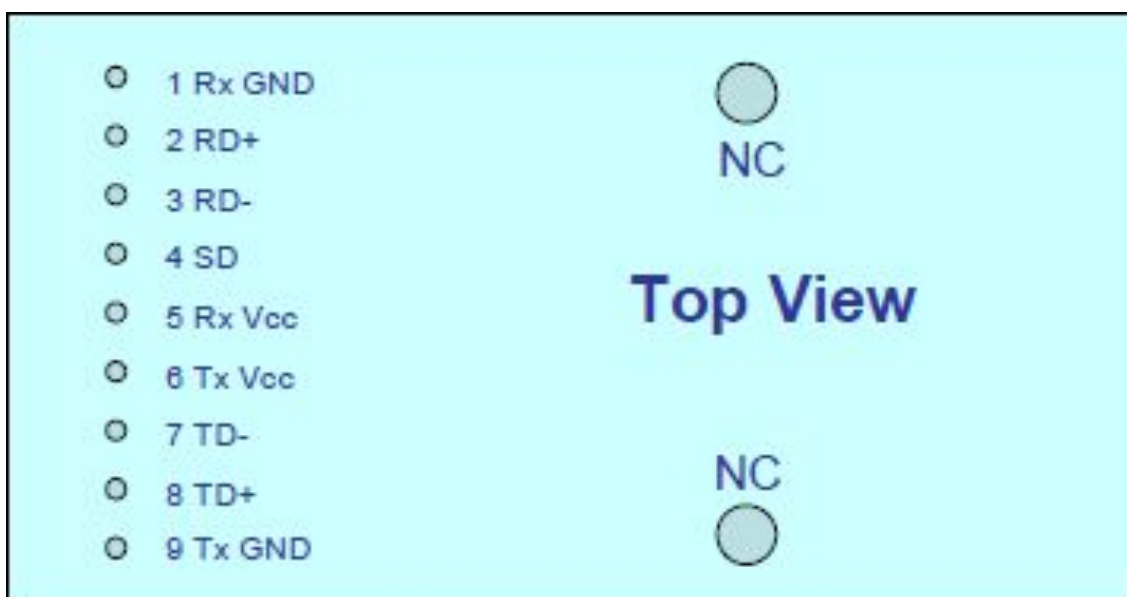 1 Rx GND
2 RD+
3 RD-
4 SD
5 Rx Vcc
6 Tx Vcc
7 TD-
8 TD+
9 Tx GND
NC
Top View
NC